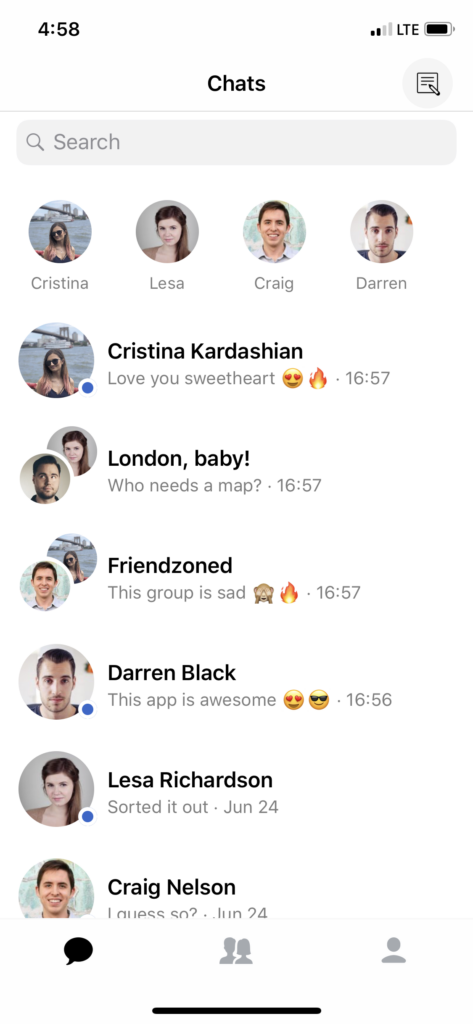 4:58
LTE
Chats
Search
Cristina
Lesa
Craig
Darren
Cristina Kardashian
Love you sweetheart 😍🔥 · 16:57
London, baby!
Who needs a map? · 16:57
Friendzoned
This group is sad 🙈🔥 · 16:57
Darren Black
This app is awesome 😍😎 · 16:56
Lesa Richardson
Sorted it out · Jun 24
Craig Nelson
I guess so? · Jun 24